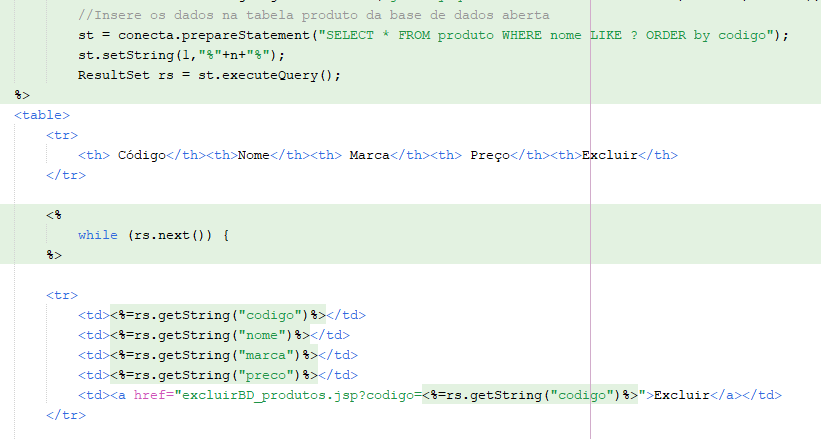 //Insere os dados na tabela produto da base de dados aberta
st = conecta.prepareStatement("SELECT * FROM produto WHERE nome LIKE ? ORDER by codigo");
st.setString(1,"%"+n+"%");
ResultSet rs = st.executeQuery();
%>
<table>
<tr>
<th> Código</th><th>Nome</th><th> Marca</th><th> Preço</th><th>Excluir</th>
</tr>
<%
while (rs.next()) {
%>
<tr>
<td><%=rs.getString("codigo")%></td>
<td><%=rs.getString("nome")%></td>
<td><%=rs.getString("marca")%></td>
<td><%=rs.getString("preco")%></td>
<td><a href="excluirBD_produtos.jsp?codigo=<%=rs.getString("codigo")%>">Excluir</a></td>
</tr>